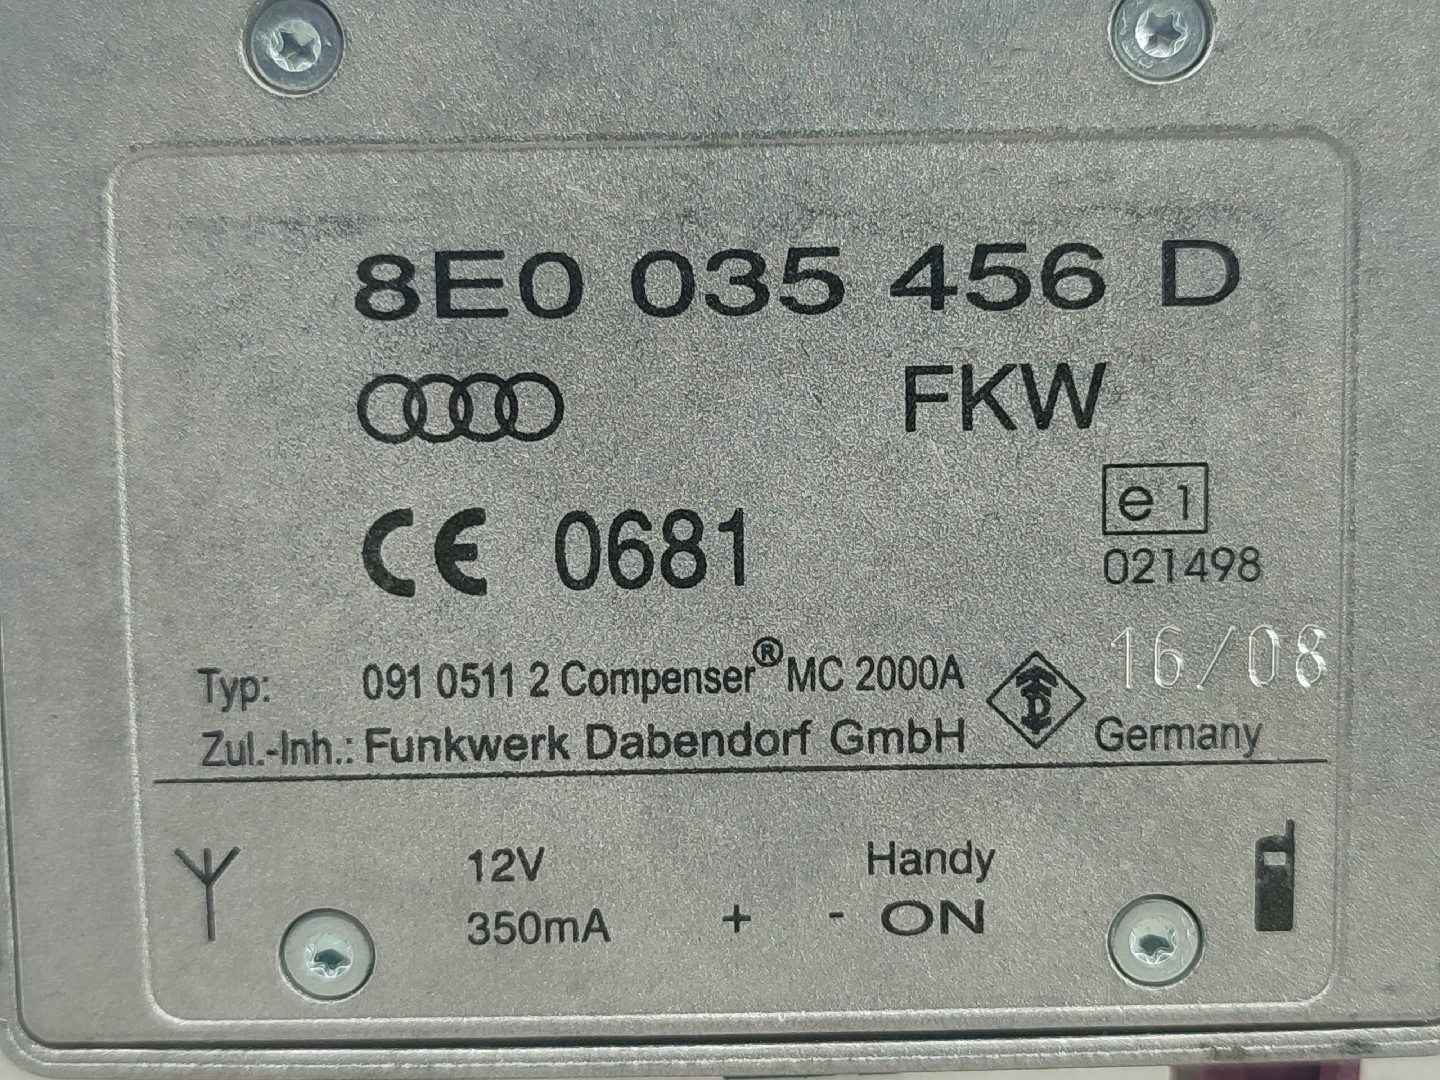 8E0 035 456 D
FKW
CE 0681
e1
021498
16/08
Typ: 091 0511 2 Compenser® MC 2000A
Zul.-Inh.: Funkwerk Dabendorf GmbH D Germany
12V Handy
350mA + - ON